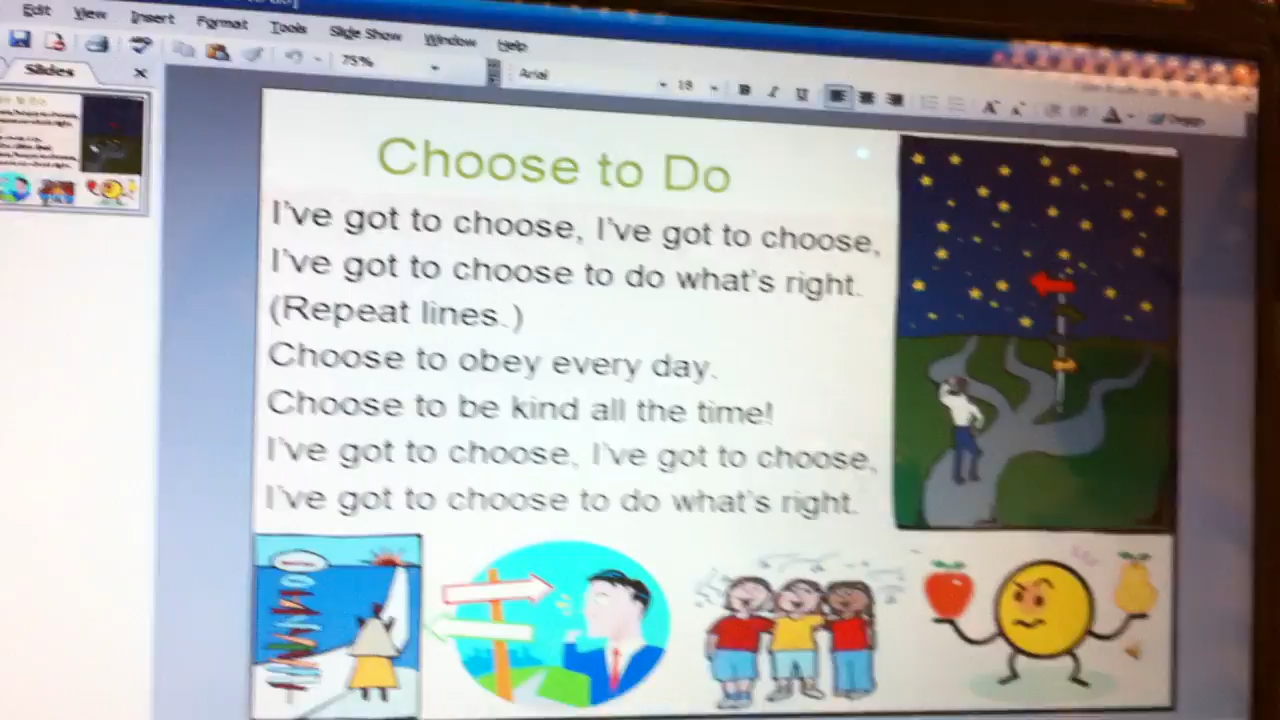 Edit View Insert Format Tools Slide Show Window Help
75% Arial 18 B I U
Slides
Choose to Do
I've got to choose, I've got to choose,
I've got to choose to do what's right.
(Repeat lines.)
Choose to obey every day.
Choose to be kind all the time!
I've got to choose, I've got to choose,
I've got to choose to do what's right.